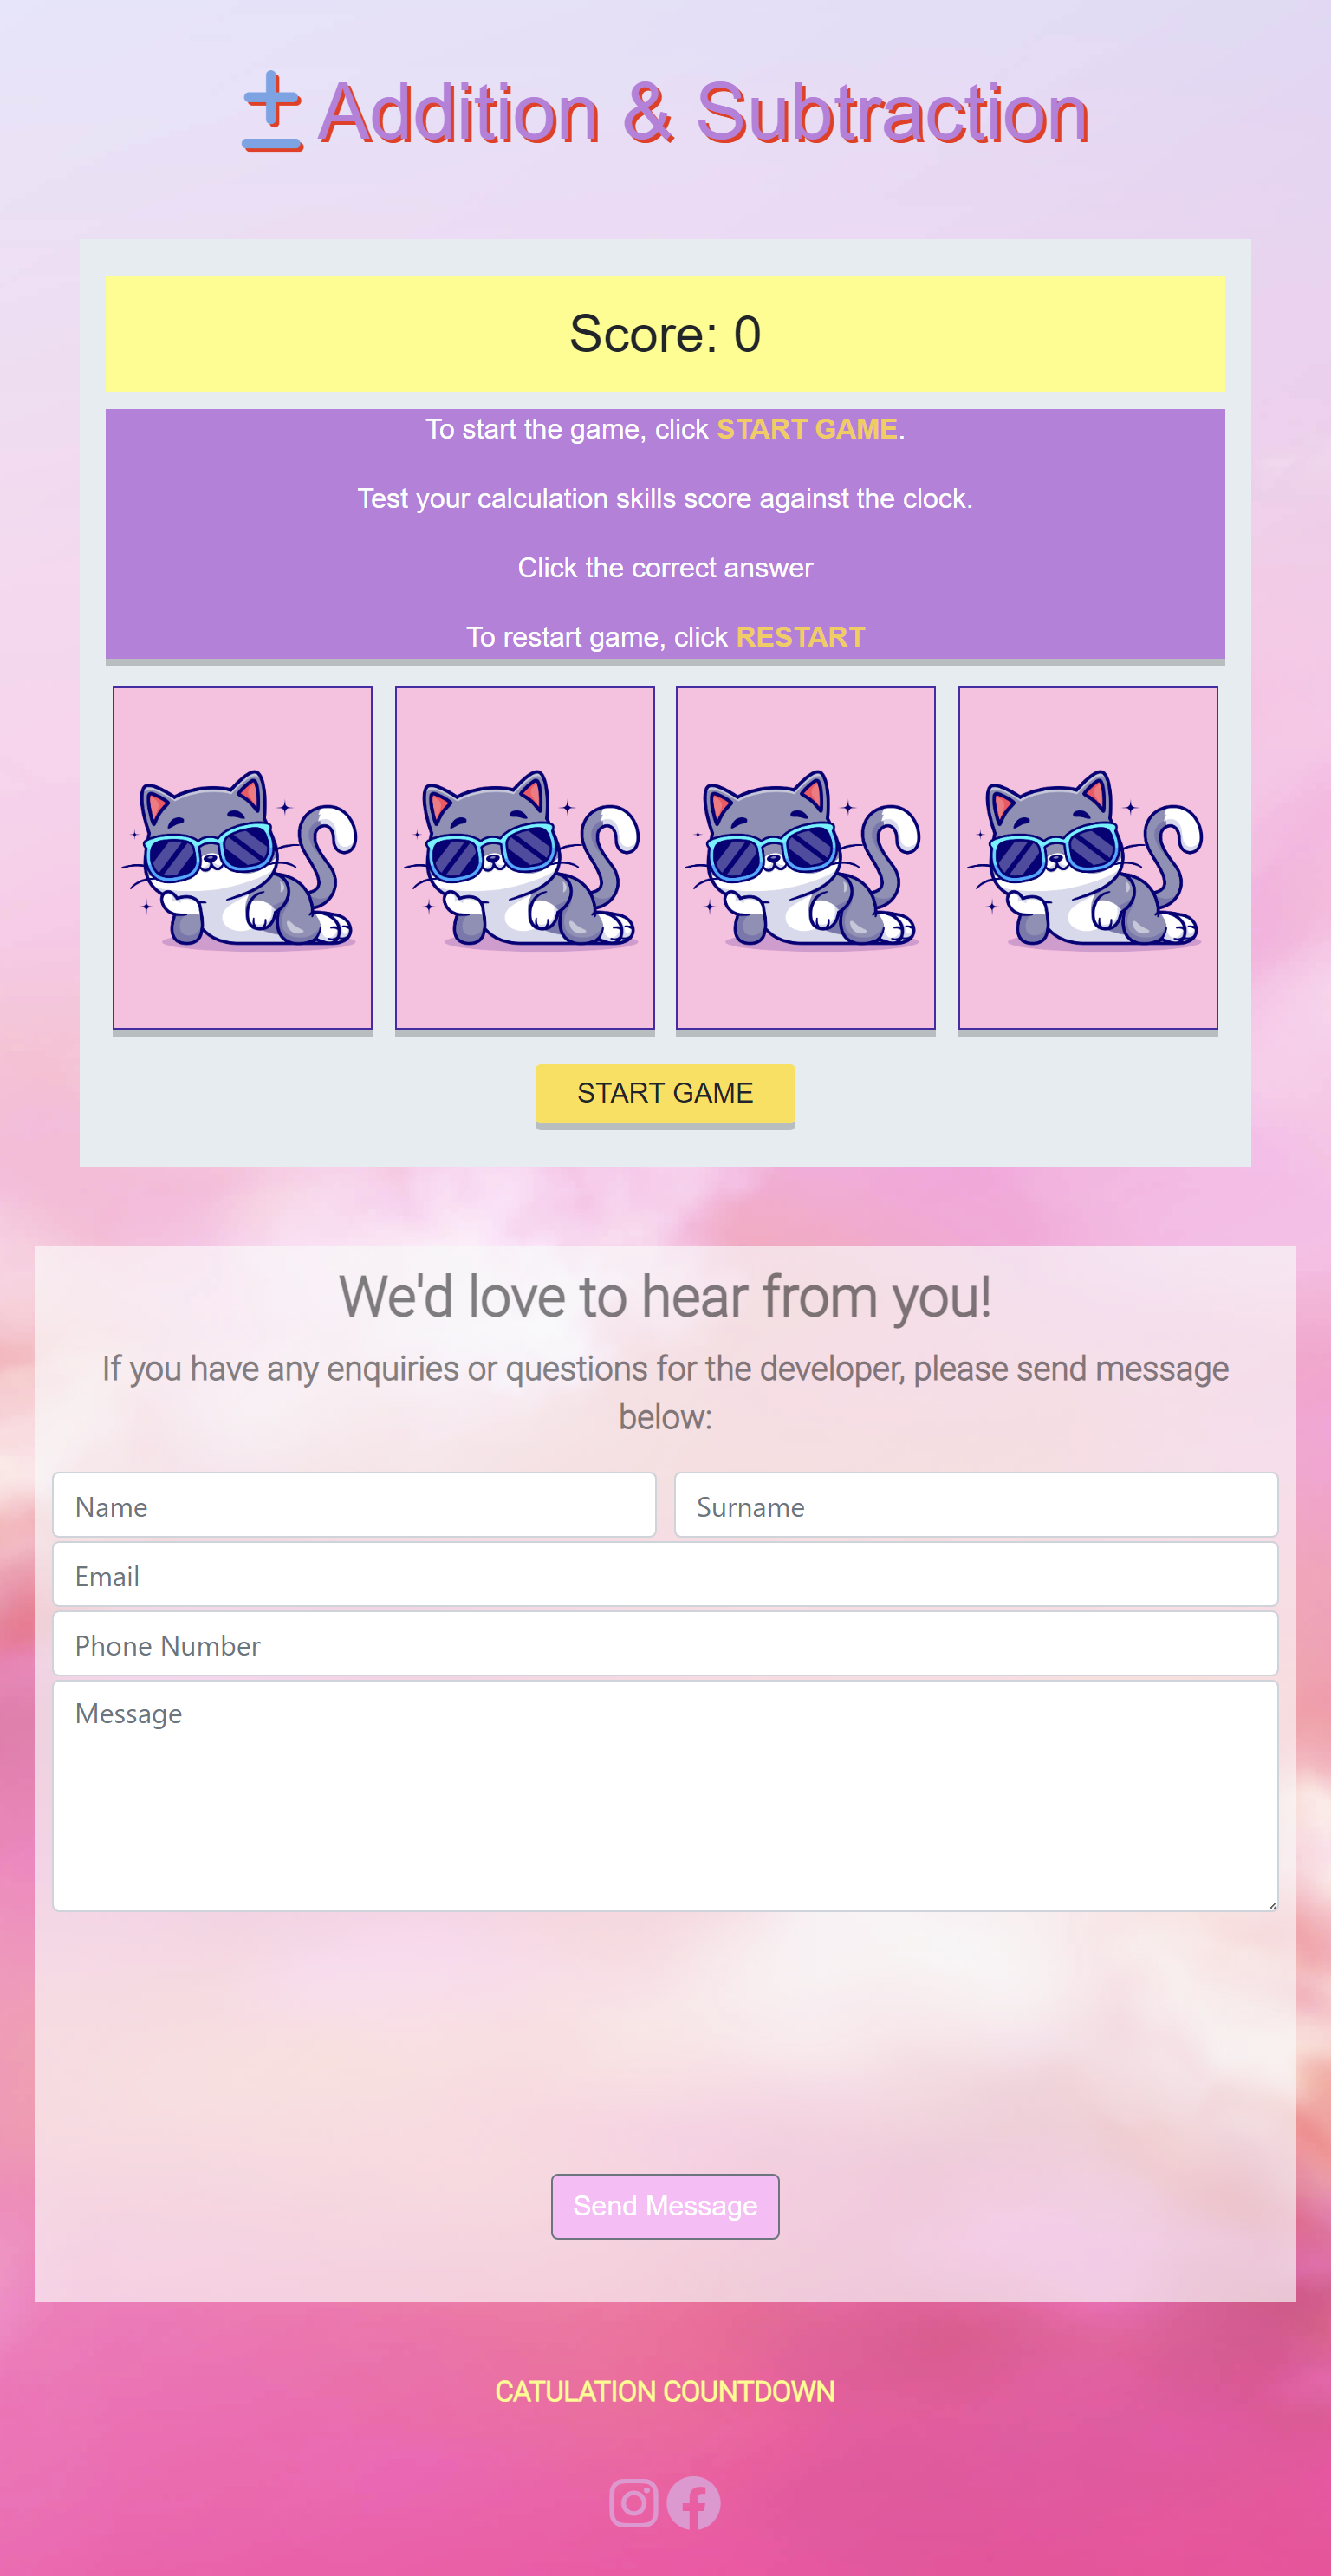 Addition & Subtraction
Score: 0
To start the game, click START GAME.
Test your calculation skills score against the clock.
Click the correct answer
To restart game, click RESTART
START GAME
We'd love to hear from you!
If you have any enquiries or questions for the developer, please send message
below:
Name
Surname
Email
Phone Number
Message
Send Message
CATULATION COUNTDOWN